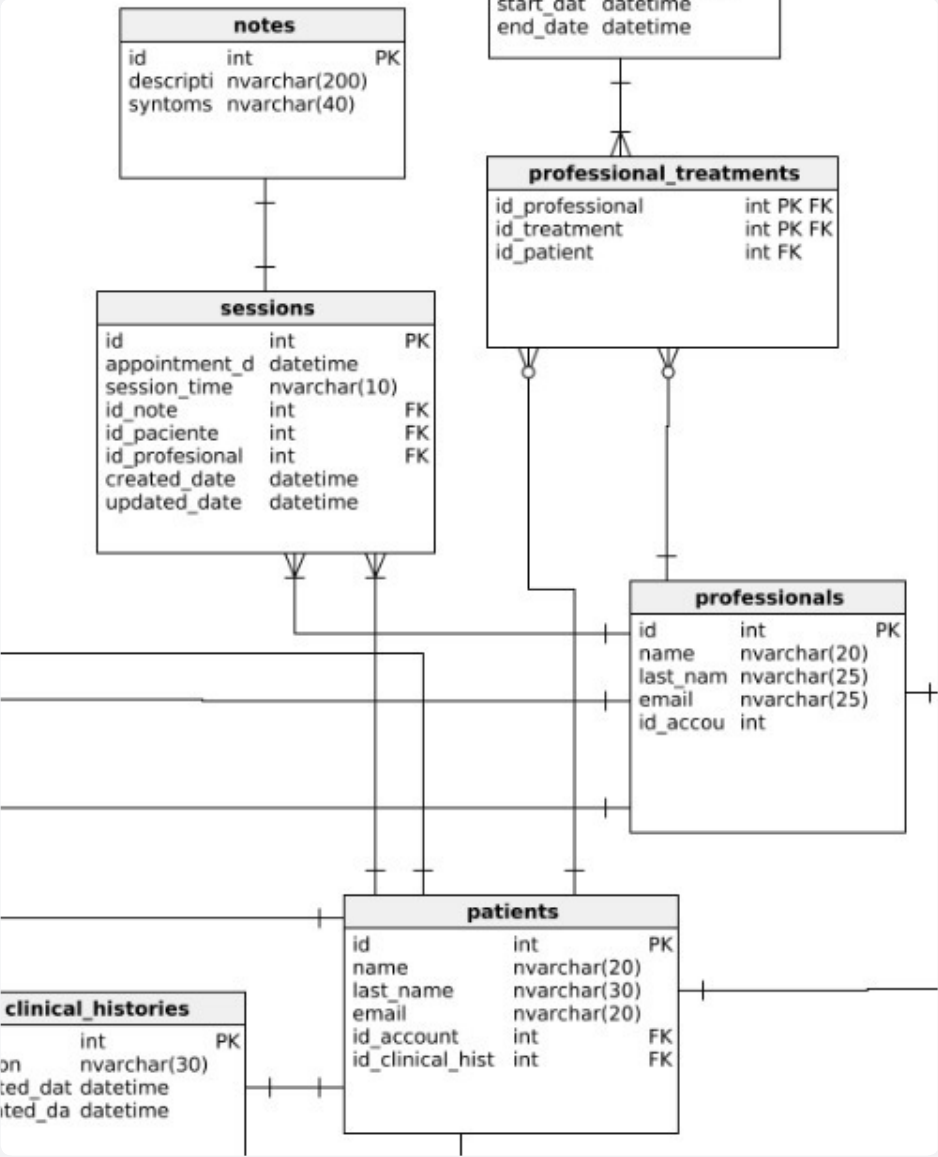 notes
id int PK
descripti nvarchar(200)
syntoms nvarchar(40)
start_dat datetime
end_date datetime
professional_treatments
id_professional int PK FK
id_treatment int PK FK
id_patient int FK
sessions
id int PK
appointment_d datetime
session_time nvarchar(10)
id_note int FK
id_paciente int FK
id_profesional int FK
created_date datetime
updated_date datetime
professionals
id int PK
name nvarchar(20)
last_nam nvarchar(25)
email nvarchar(25)
id_accou int
patients
id int PK
name nvarchar(20)
last_name nvarchar(30)
email nvarchar(20)
id_account int FK
id_clinical_hist int FK
clinical_histories
int PK
on nvarchar(30)
ted_dat datetime
ated_da datetime